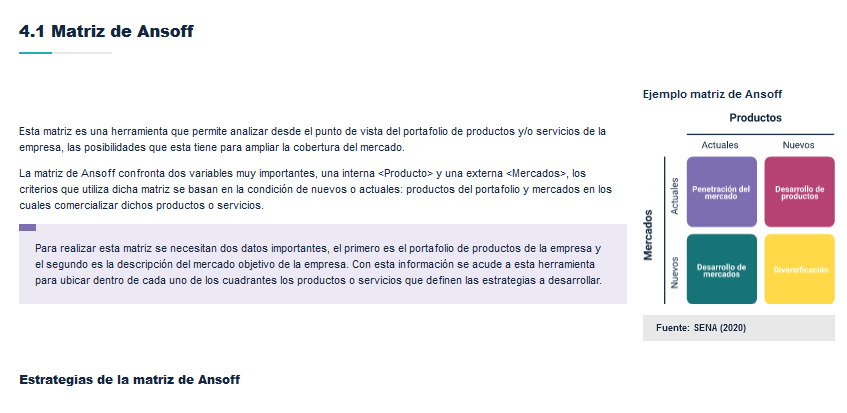 4.1 Matriz de Ansoff
Esta matriz es una herramienta que permite analizar desde el punto de vista del portafolio de productos y/o servicios de la
empresa, las posibilidades que esta tiene para ampliar la cobertura del mercado.
La matriz de Ansoff confronta dos variables muy importantes, una interna <Producto> y una externa <Mercados>, los
criterios que utiliza dicha matriz se basan en la condición de nuevos o actuales: productos del portafolio y mercados en los
cuales comercializar dichos productos o servicios.
Para realizar esta matriz se necesitan dos datos importantes, el primero es el portafolio de productos de la empresa y
el segundo es la descripción del mercado objetivo de la empresa. Con esta información se acude a esta herramienta
para ubicar dentro de cada uno de los cuadrantes los productos o servicios que definen las estrategias a desarrollar.
Ejemplo matriz de Ansoff
Productos
Actuales
Nuevos
Mercados
Actuales
Penetración del
mercado
Desarrollo de
productos
Nuevos
Desarrollo de
mercados
Diversificación
Fuente: SENA (2020)
Estrategias de la matriz de Ansoff